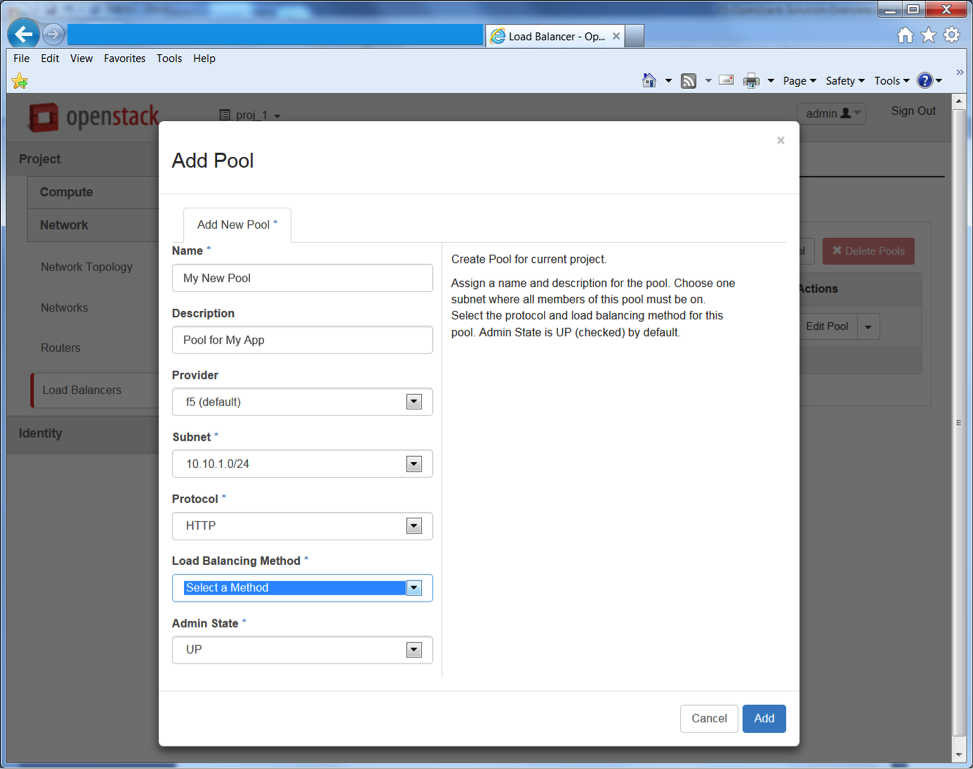 Load Balancer - Op...
File Edit View Favorites Tools Help
Page Safety Tools
openstack
proj_1
admin
Sign Out
Project
Compute
Network
Network Topology
Networks
Routers
Load Balancers
Identity
Delete Pools
Actions
Edit Pool
Add Pool
×
Add New Pool *
Name *
My New Pool
Description
Pool for My App
Provider
f5 (default)
Subnet *
10.10.1.0/24
Protocol *
HTTP
Load Balancing Method *
Select a Method
Admin State *
UP
Create Pool for current project.
Assign a name and description for the pool. Choose one
subnet where all members of this pool must be on.
Select the protocol and load balancing method for this
pool. Admin State is UP (checked) by default.
Cancel
Add